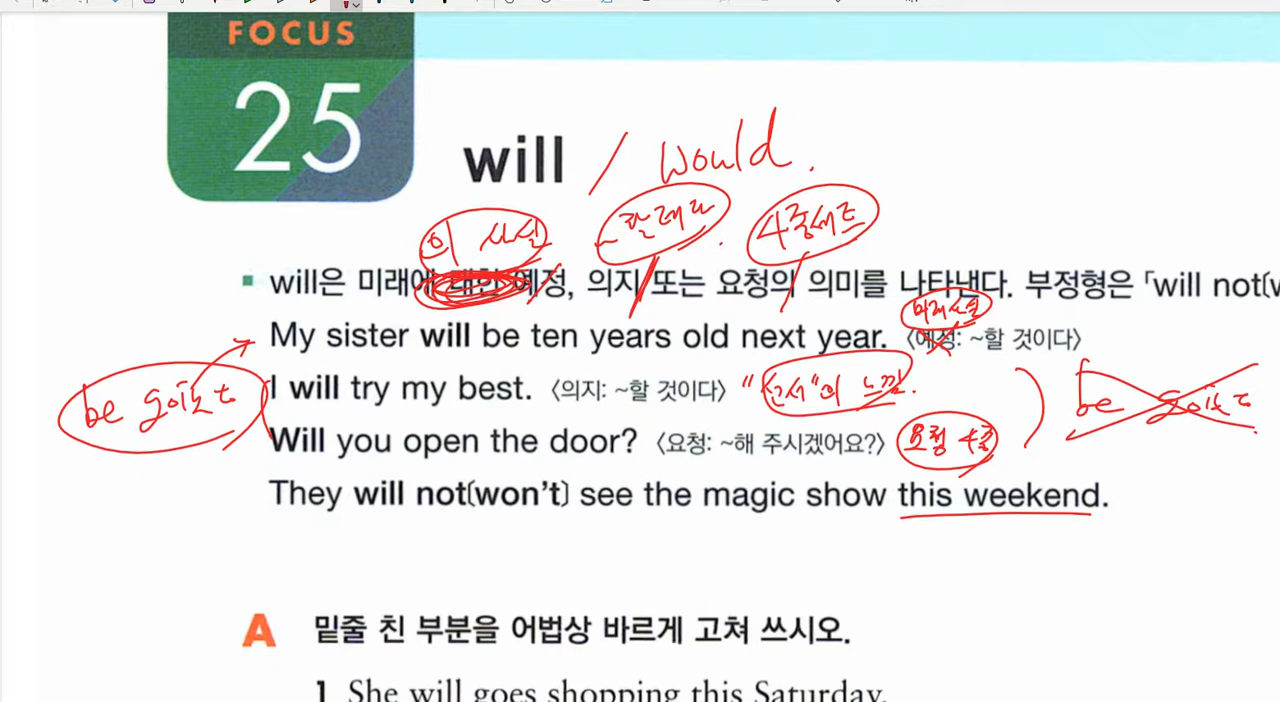 FOCUS
25
will / would.
의 사실 ~할래다. 4종세트
will은 미래에 대한 예정, 의지 또는 요청의 의미를 나타낸다. 부정형은 「will not(w
My sister will be ten years old next year. 〈예정: ~할 것이다〉 미래사실
I will try my best. 〈의지: ~할 것이다〉 "선서"의 느낌.
be going to
Will you open the door? 〈요청: ~해 주시겠어요?〉 요청 4종
be going to
They will not(won't) see the magic show this weekend.
A 밑줄 친 부분을 어법상 바르게 고쳐 쓰시오.
1 She will goes shopping this Saturday.